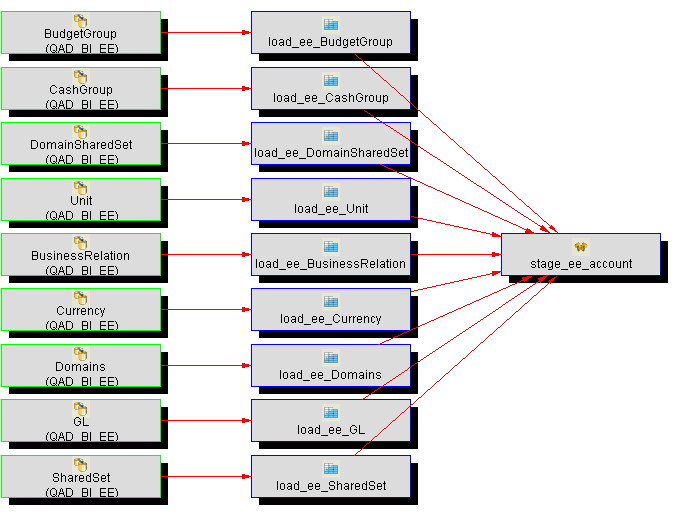 BudgetGroup
(QAD_BI_EE)
load_ee_BudgetGroup
CashGroup
(QAD_BI_EE)
load_ee_CashGroup
DomainSharedSet
(QAD_BI_EE)
load_ee_DomainSharedSet
Unit
(QAD_BI_EE)
load_ee_Unit
BusinessRelation
(QAD_BI_EE)
load_ee_BusinessRelation
stage_ee_account
Currency
(QAD_BI_EE)
load_ee_Currency
Domains
(QAD_BI_EE)
load_ee_Domains
GL
(QAD_BI_EE)
load_ee_GL
SharedSet
(QAD_BI_EE)
load_ee_SharedSet